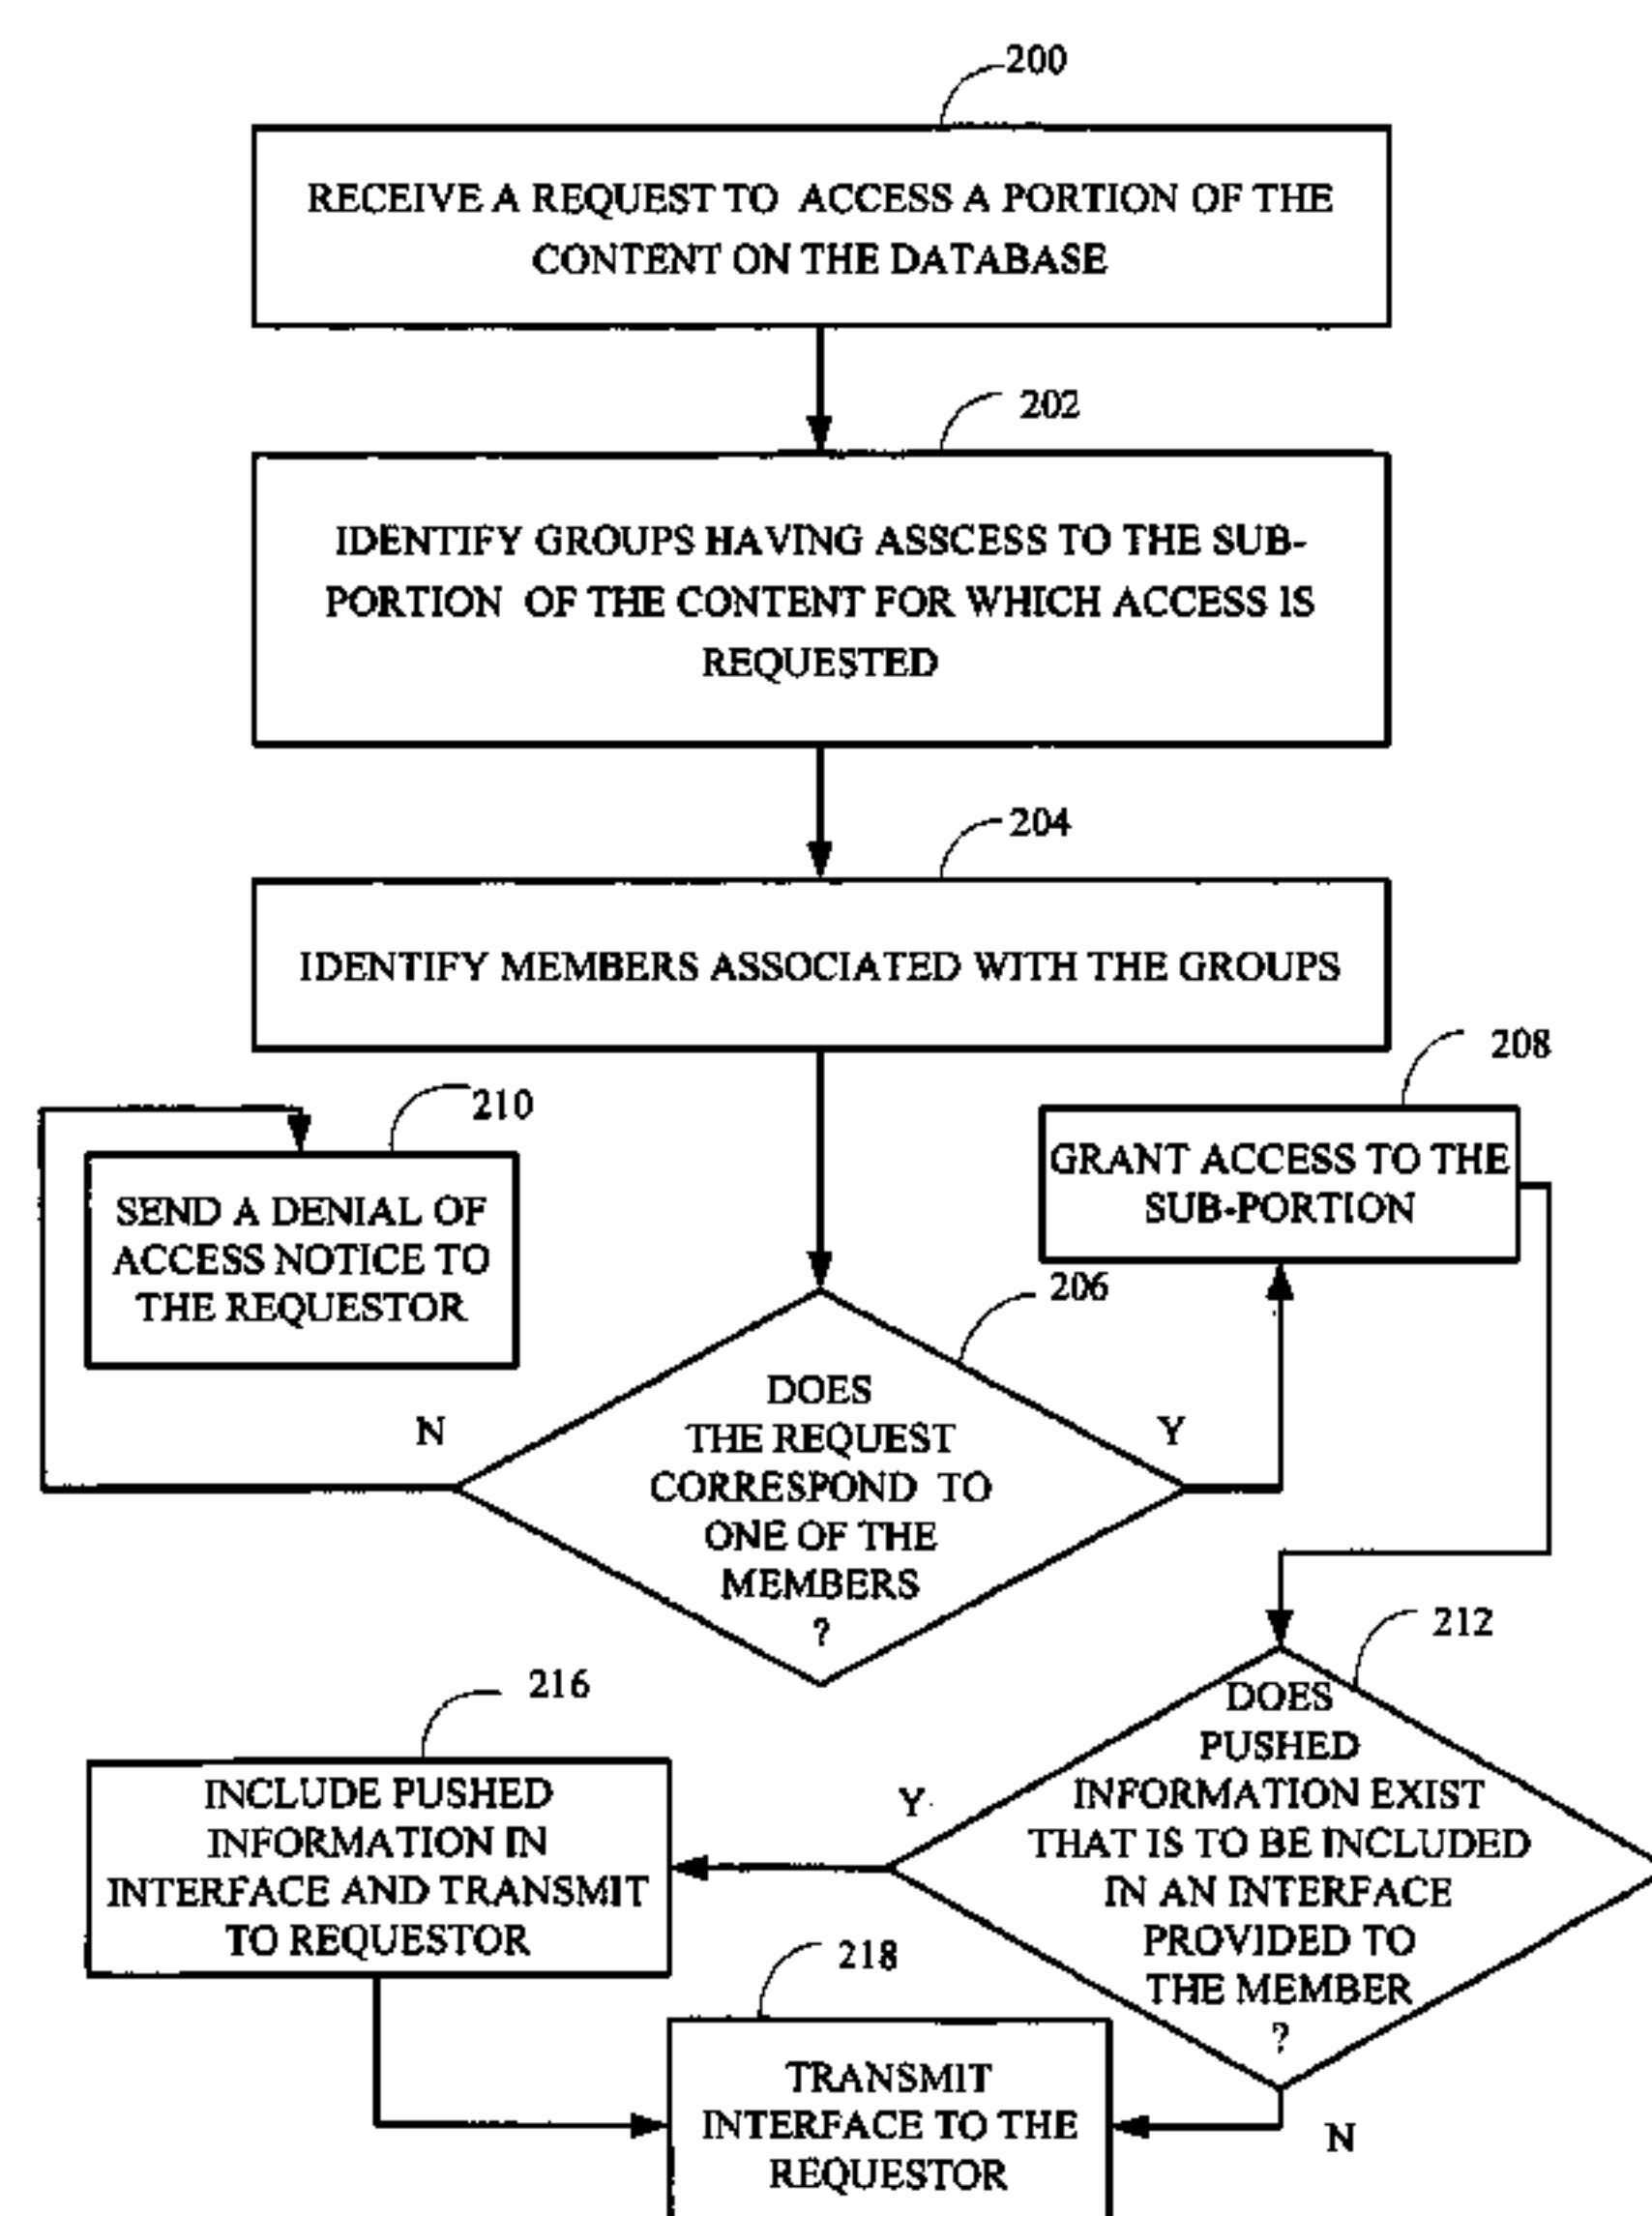 200
RECEIVE A REQUEST TO ACCESS A PORTION OF THE
CONTENT ON THE DATABASE
202
IDENTIFY GROUPS HAVING ASSCESS TO THE SUB-
PORTION OF THE CONTENT FOR WHICH ACCESS IS
REQUESTED
204
IDENTIFY MEMBERS ASSOCIATED WITH THE GROUPS
208
GRANT ACCESS TO THE
SUB-PORTION
210
SEND A DENIAL OF
ACCESS NOTICE TO
THE REQUESTOR
206
DOES
THE REQUEST
CORRESPOND TO
ONE OF THE
MEMBERS
?
N
Y
212
DOES
PUSHED
INFORMATION EXIST
THAT IS TO BE INCLUDED
IN AN INTERFACE
PROVIDED TO
THE MEMBER
?
Y
N
216
INCLUDE PUSHED
INFORMATION IN
INTERFACE AND TRANSMIT
TO REQUESTOR
218
TRANSMIT
INTERFACE TO THE
REQUESTOR